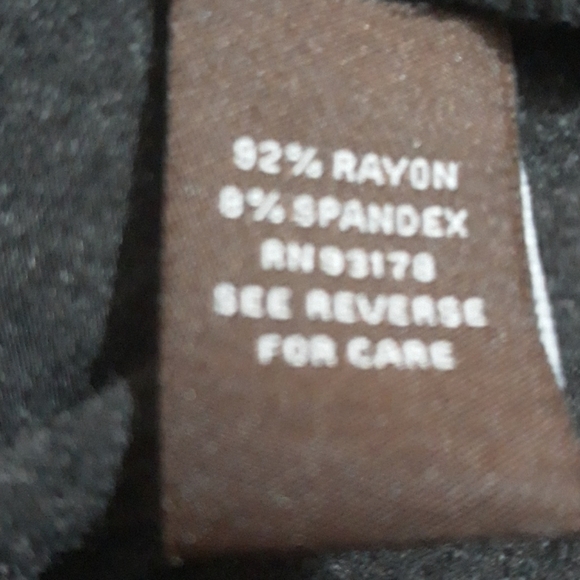 92% RAYON
8% SPANDEX
RN 93178
SEE REVERSE
FOR CARE